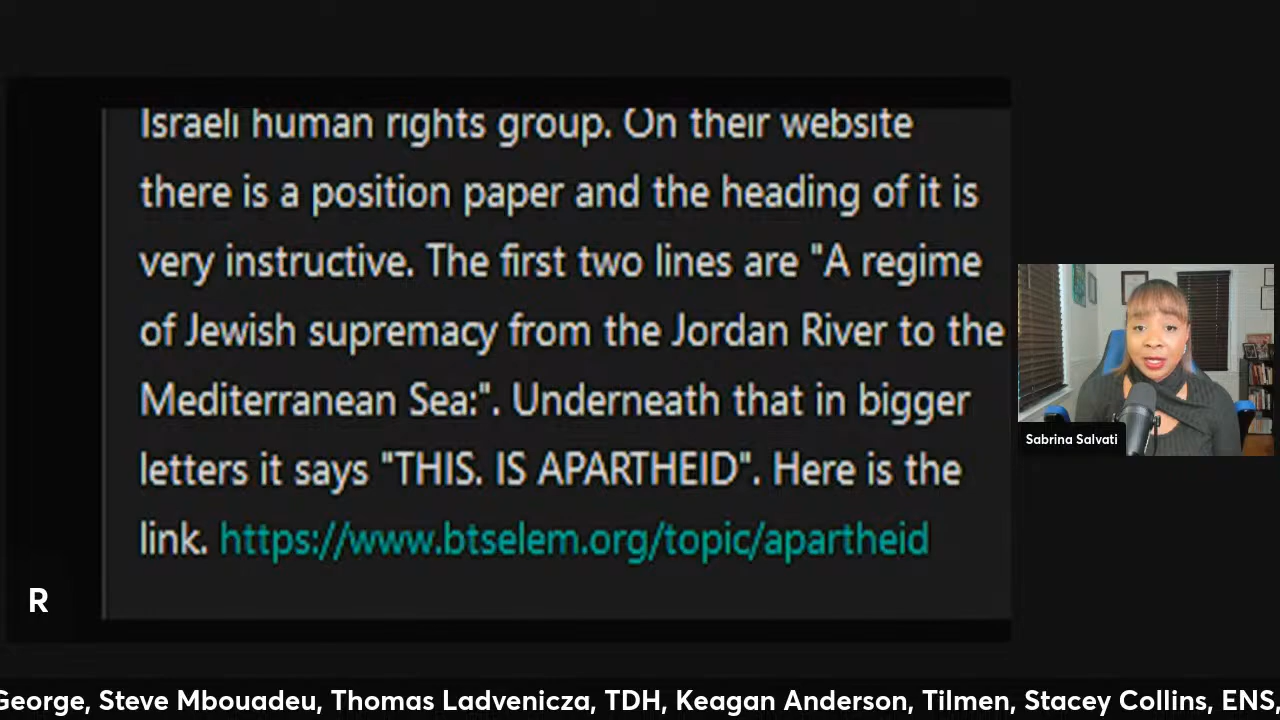 Israeli human rights group. On their website
there is a position paper and the heading of it is
very instructive. The first two lines are "A regime
of Jewish supremacy from the Jordan River to the
Mediterranean Sea:". Underneath that in bigger
letters it says "THIS. IS APARTHEID". Here is the
link. https://www.btselem.org/topic/apartheid
Sabrina Salvati
R
George, Steve Mbouadeu, Thomas Ladvenicza, TDH, Keagan Anderson, Tilmen, Stacey Collins, ENS,